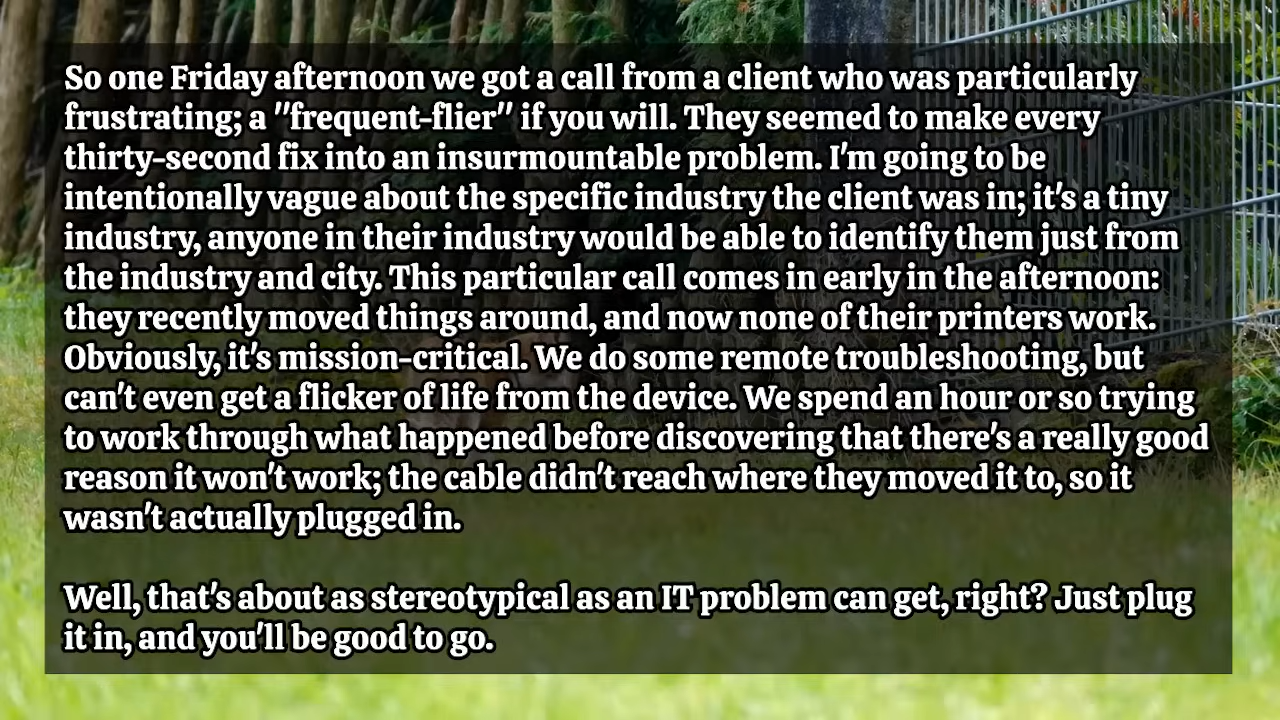 So one Friday afternoon we got a call from a client who was particularly
frustrating; a "frequent-flier" if you will. They seemed to make every
thirty-second fix into an insurmountable problem. I'm going to be
intentionally vague about the specific industry the client was in; it's a tiny
industry, anyone in their industry would be able to identify them just from
the industry and city. This particular call comes in early in the afternoon:
they recently moved things around, and now none of their printers work.
Obviously, it's mission-critical. We do some remote troubleshooting, but
can't even get a flicker of life from the device. We spend an hour or so trying
to work through what happened before discovering that there's a really good
reason it won't work; the cable didn't reach where they moved it to, so it
wasn't actually plugged in.
Well, that's about as stereotypical as an IT problem can get, right? Just plug
it in, and you'll be good to go.